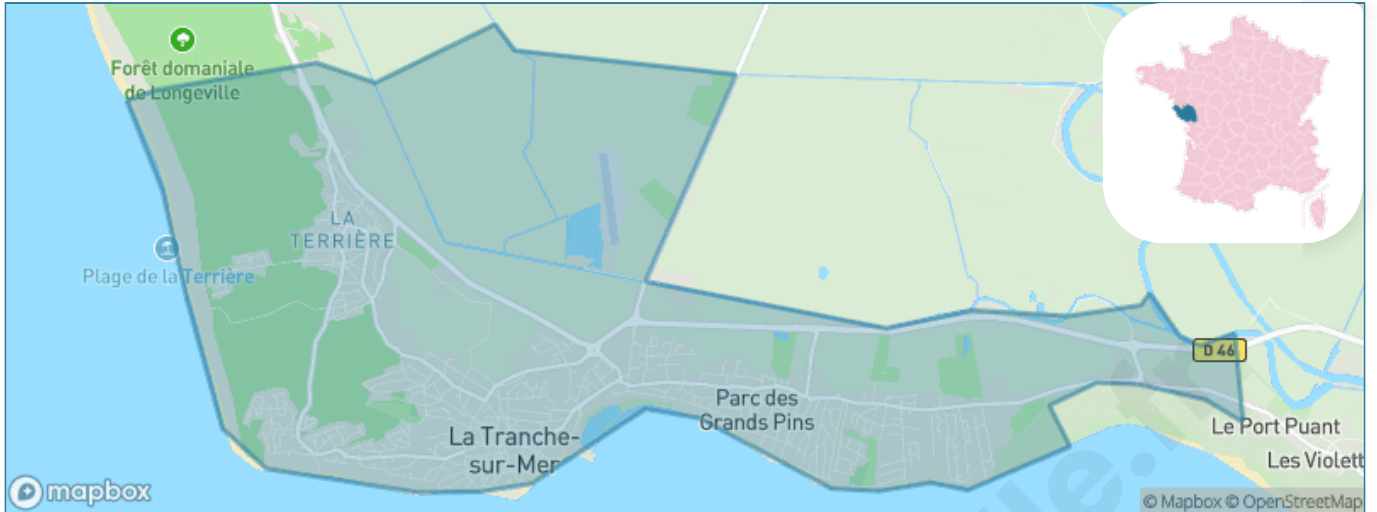 Forêt domaniale
de Longeville
LA
TERRIÈRE
Plage de la Terrière
D 46
Parc des
Grands Pins
La Tranche-
sur-Mer
Le Port Puant
Les Violett
mapbox
© Mapbox © OpenStreetMap